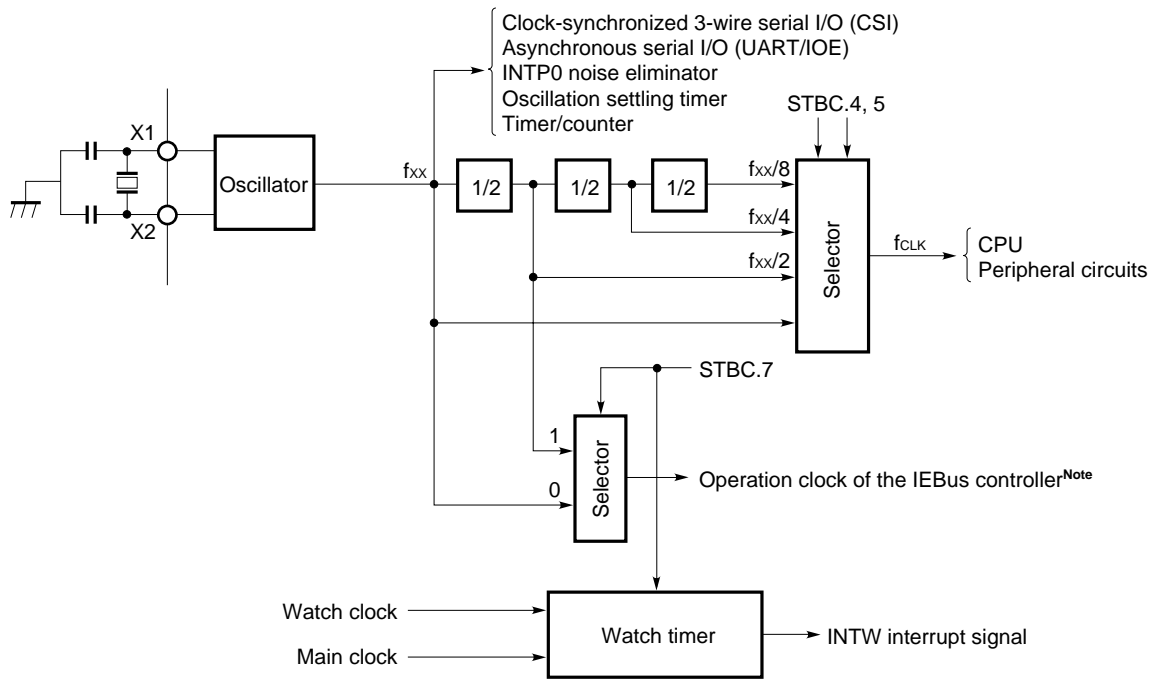 Clock-synchronized 3-wire serial I/O (CSI)
Asynchronous serial I/O (UART/IOE)
INTP0 noise eliminator
Oscillation settling timer
Timer/counter
STBC.4, 5
X1
Oscillator
X2
fXX
1/2
1/2
1/2
fXX/8
fXX/4
fXX/2
Selector
fCLK
CPU
Peripheral circuits
STBC.7
1
0
Selector
Operation clock of the IEBus controllerNote
Watch clock
Main clock
Watch timer
INTW interrupt signal